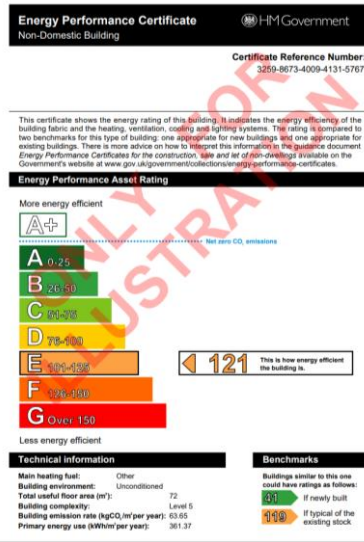 Energy Performance Certificate
Non-Domestic Building
HM Government
Certificate Reference Number:
3259-8673-4009-4131-5767
This certificate shows the energy rating of this building. It indicates the energy efficiency of the
building fabric and the heating, ventilation, cooling and lighting systems. The rating is compared to
two benchmarks for this type of building: one appropriate for new buildings and one appropriate for
existing buildings. There is more advice on how to interpret this information in the guidance document
Energy Performance Certificates for the construction, sale and let of non-dwellings available on the
Government's website at www.gov.uk/government/collections/energy-performance-certificates.
Energy Performance Asset Rating
More energy efficient
A+
Net zero CO₂ emissions
A 0-25
B 26-50
C 51-75
D 76-100
E 101-125
121
This is how energy efficient
the building is.
F 126-150
G Over 150
Less energy efficient
ONLY FOR
ILLUSTRATION
Technical information
Main heating fuel: Other
Building environment: Unconditioned
Total useful floor area (m²): 72
Building complexity: Level 5
Building emission rate (kgCO₂/m²per year): 63.65
Primary energy use (kWh/m²per year): 361.37
Benchmarks
Buildings similar to this one
could have ratings as follows:
41 If newly built
119 If typical of the
existing stock